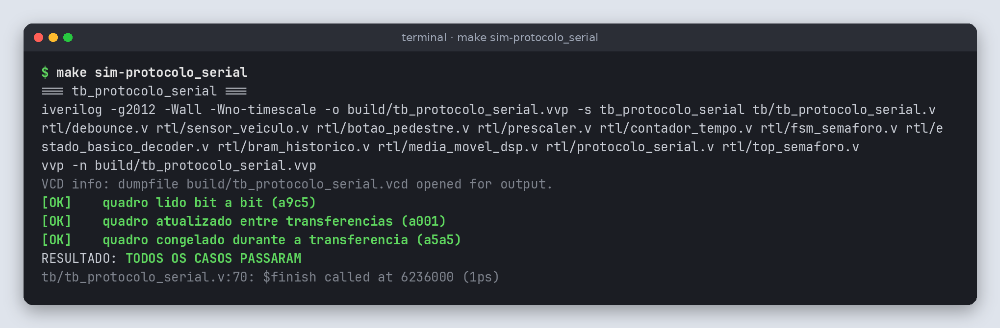 terminal · make sim-protocolo_serial
$ make sim-protocolo_serial
=== tb_protocolo_serial ===
iverilog -g2012 -Wall -Wno-timescale -o build/tb_protocolo_serial.vvp -s tb_protocolo_serial tb/tb_protocolo_serial.v
rtl/debounce.v rtl/sensor_veiculo.v rtl/botao_pedestre.v rtl/prescaler.v rtl/contador_tempo.v rtl/fsm_semaforo.v rtl/e
stado_basico_decoder.v rtl/bram_historico.v rtl/media_movel_dsp.v rtl/protocolo_serial.v rtl/top_semaforo.v
vvp -n build/tb_protocolo_serial.vvp
VCD info: dumpfile build/tb_protocolo_serial.vcd opened for output.
[OK]    quadro lido bit a bit (a9c5)
[OK]    quadro atualizado entre transferencias (a001)
[OK]    quadro congelado durante a transferencia (a5a5)
RESULTADO: TODOS OS CASOS PASSARAM
tb/tb_protocolo_serial.v:70: $finish called at 6236000 (1ps)